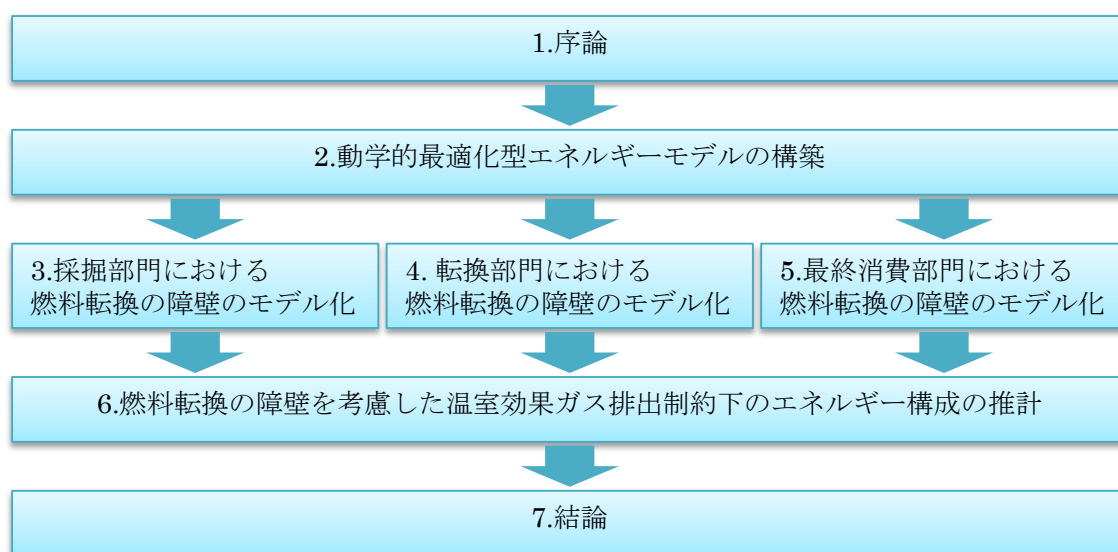 1.序論
2.動学的最適化型エネルギーモデルの構築
3.採掘部門における
燃料転換の障壁のモデル化
4. 転換部門における
燃料転換の障壁のモデル化
5.最終消費部門における
燃料転換の障壁のモデル化
6.燃料転換の障壁を考慮した温室効果ガス排出制約下のエネルギー構成の推計
7.結論